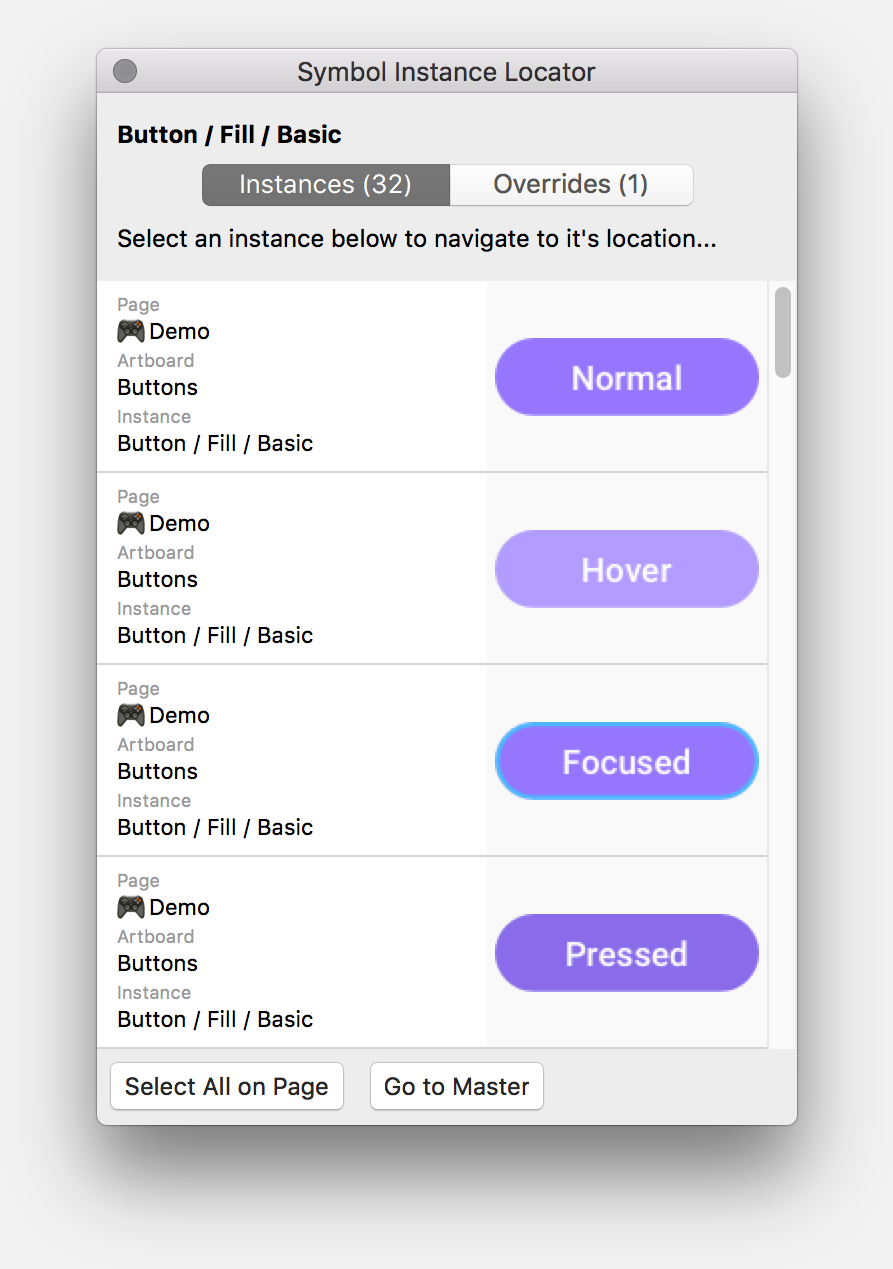 Symbol Instance Locator
Button / Fill / Basic
Instances (32)
Overrides (1)
Select an instance below to navigate to it's location...
Page
🎮Demo
Artboard
Buttons
Instance
Button / Fill / Basic
Normal
Page
🎮Demo
Artboard
Buttons
Instance
Button / Fill / Basic
Hover
Page
🎮Demo
Artboard
Buttons
Instance
Button / Fill / Basic
Focused
Page
🎮Demo
Artboard
Buttons
Instance
Button / Fill / Basic
Pressed
Select All on Page
Go to Master